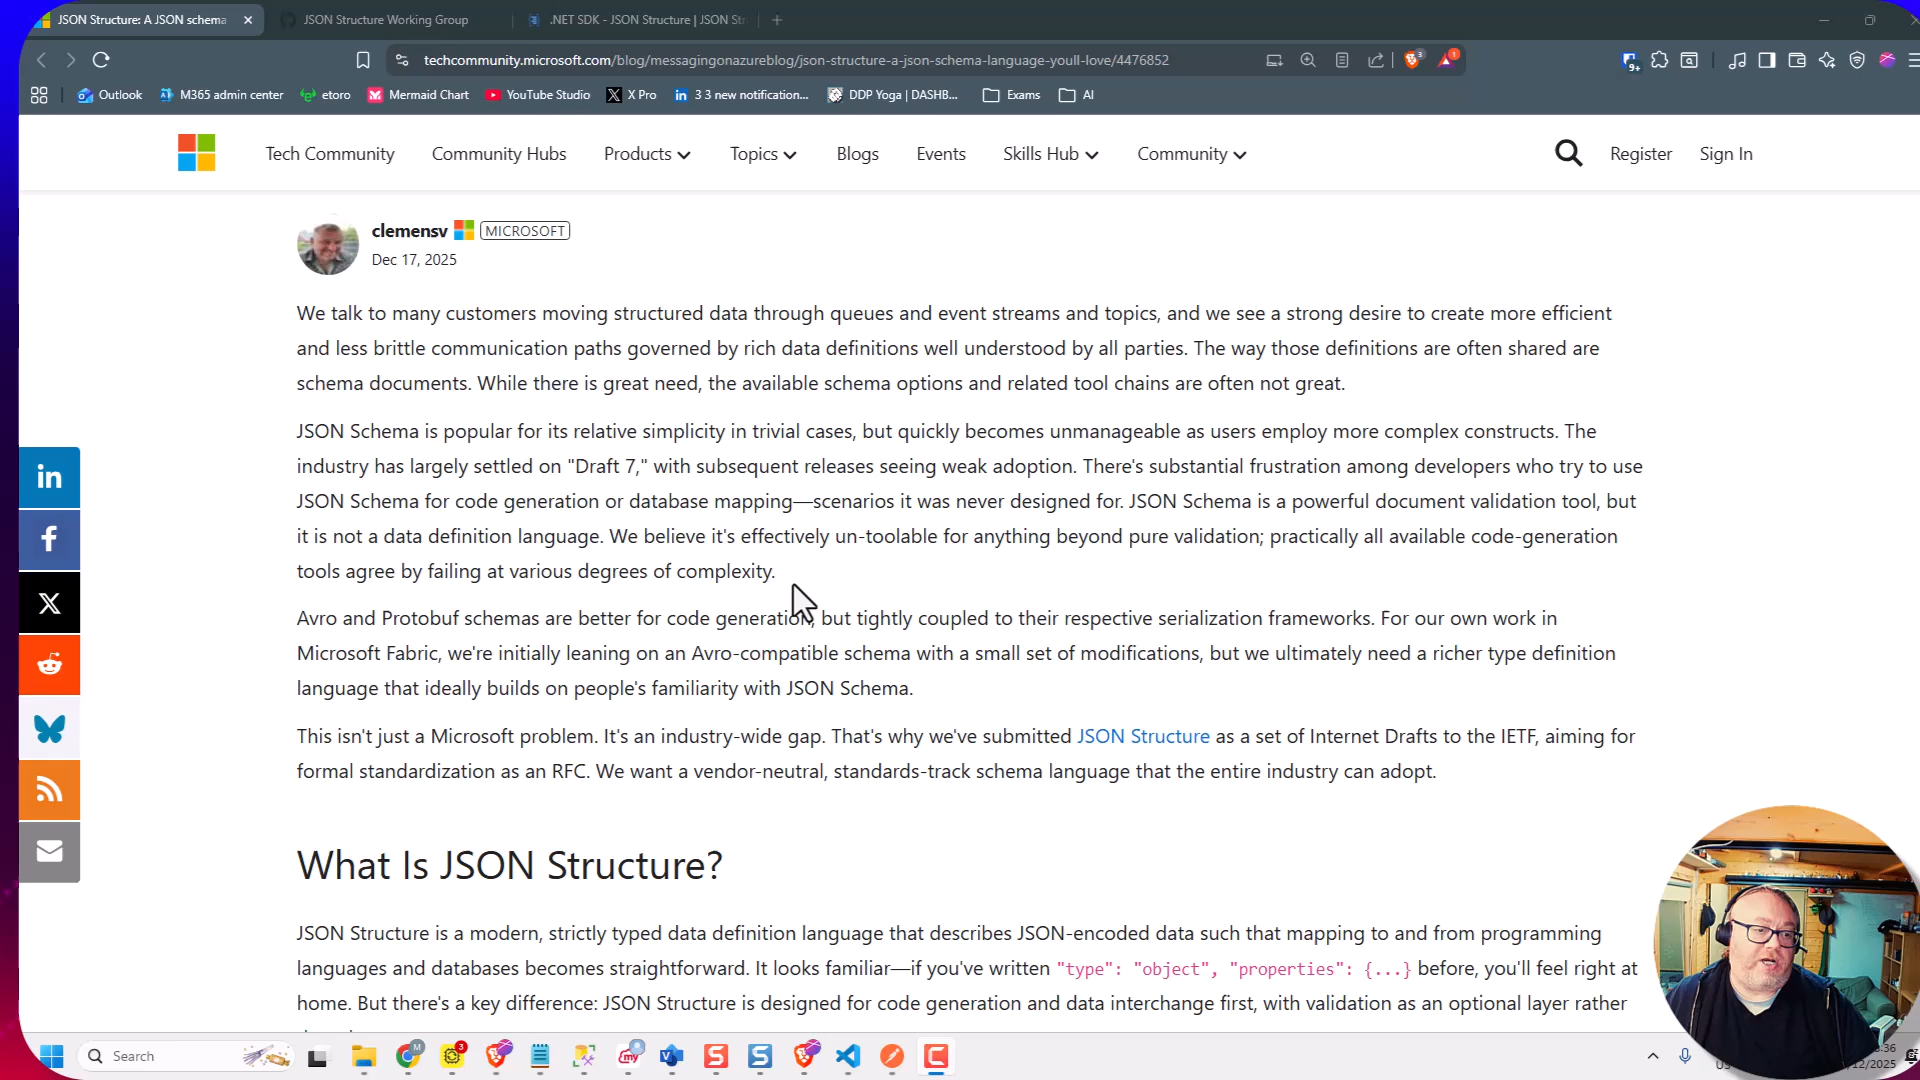 JSON Structure: A JSON schema
JSON Structure Working Group
.NET SDK - JSON Structure | JSON Str
techcommunity.microsoft.com/blog/messagingonazureblog/json-structure-a-json-schema-language-youll-love/4476852
3
1
9+
Outlook
M365 admin center
etoro
Mermaid Chart
YouTube Studio
X Pro
3 3 new notification...
DDP Yoga | DASHB...
Exams
AI
Tech Community
Community Hubs
Products
Topics
Blogs
Events
Skills Hub
Community
Register
Sign In
clemensv MICROSOFT
Dec 17, 2025
We talk to many customers moving structured data through queues and event streams and topics, and we see a strong desire to create more efficient
and less brittle communication paths governed by rich data definitions well understood by all parties. The way those definitions are often shared are
schema documents. While there is great need, the available schema options and related tool chains are often not great.
JSON Schema is popular for its relative simplicity in trivial cases, but quickly becomes unmanageable as users employ more complex constructs. The
industry has largely settled on "Draft 7," with subsequent releases seeing weak adoption. There's substantial frustration among developers who try to use
JSON Schema for code generation or database mapping—scenarios it was never designed for. JSON Schema is a powerful document validation tool, but
it is not a data definition language. We believe it's effectively un-toolable for anything beyond pure validation; practically all available code-generation
tools agree by failing at various degrees of complexity.
Avro and Protobuf schemas are better for code generation, but tightly coupled to their respective serialization frameworks. For our own work in
Microsoft Fabric, we're initially leaning on an Avro-compatible schema with a small set of modifications, but we ultimately need a richer type definition
language that ideally builds on people's familiarity with JSON Schema.
This isn't just a Microsoft problem. It's an industry-wide gap. That's why we've submitted JSON Structure as a set of Internet Drafts to the IETF, aiming for
formal standardization as an RFC. We want a vendor-neutral, standards-track schema language that the entire industry can adopt.
What Is JSON Structure?
JSON Structure is a modern, strictly typed data definition language that describes JSON-encoded data such that mapping to and from programming
languages and databases becomes straightforward. It looks familiar—if you've written "type": "object", "properties": {...} before, you'll feel right at
home. But there's a key difference: JSON Structure is designed for code generation and data interchange first, with validation as an optional layer rather
Search